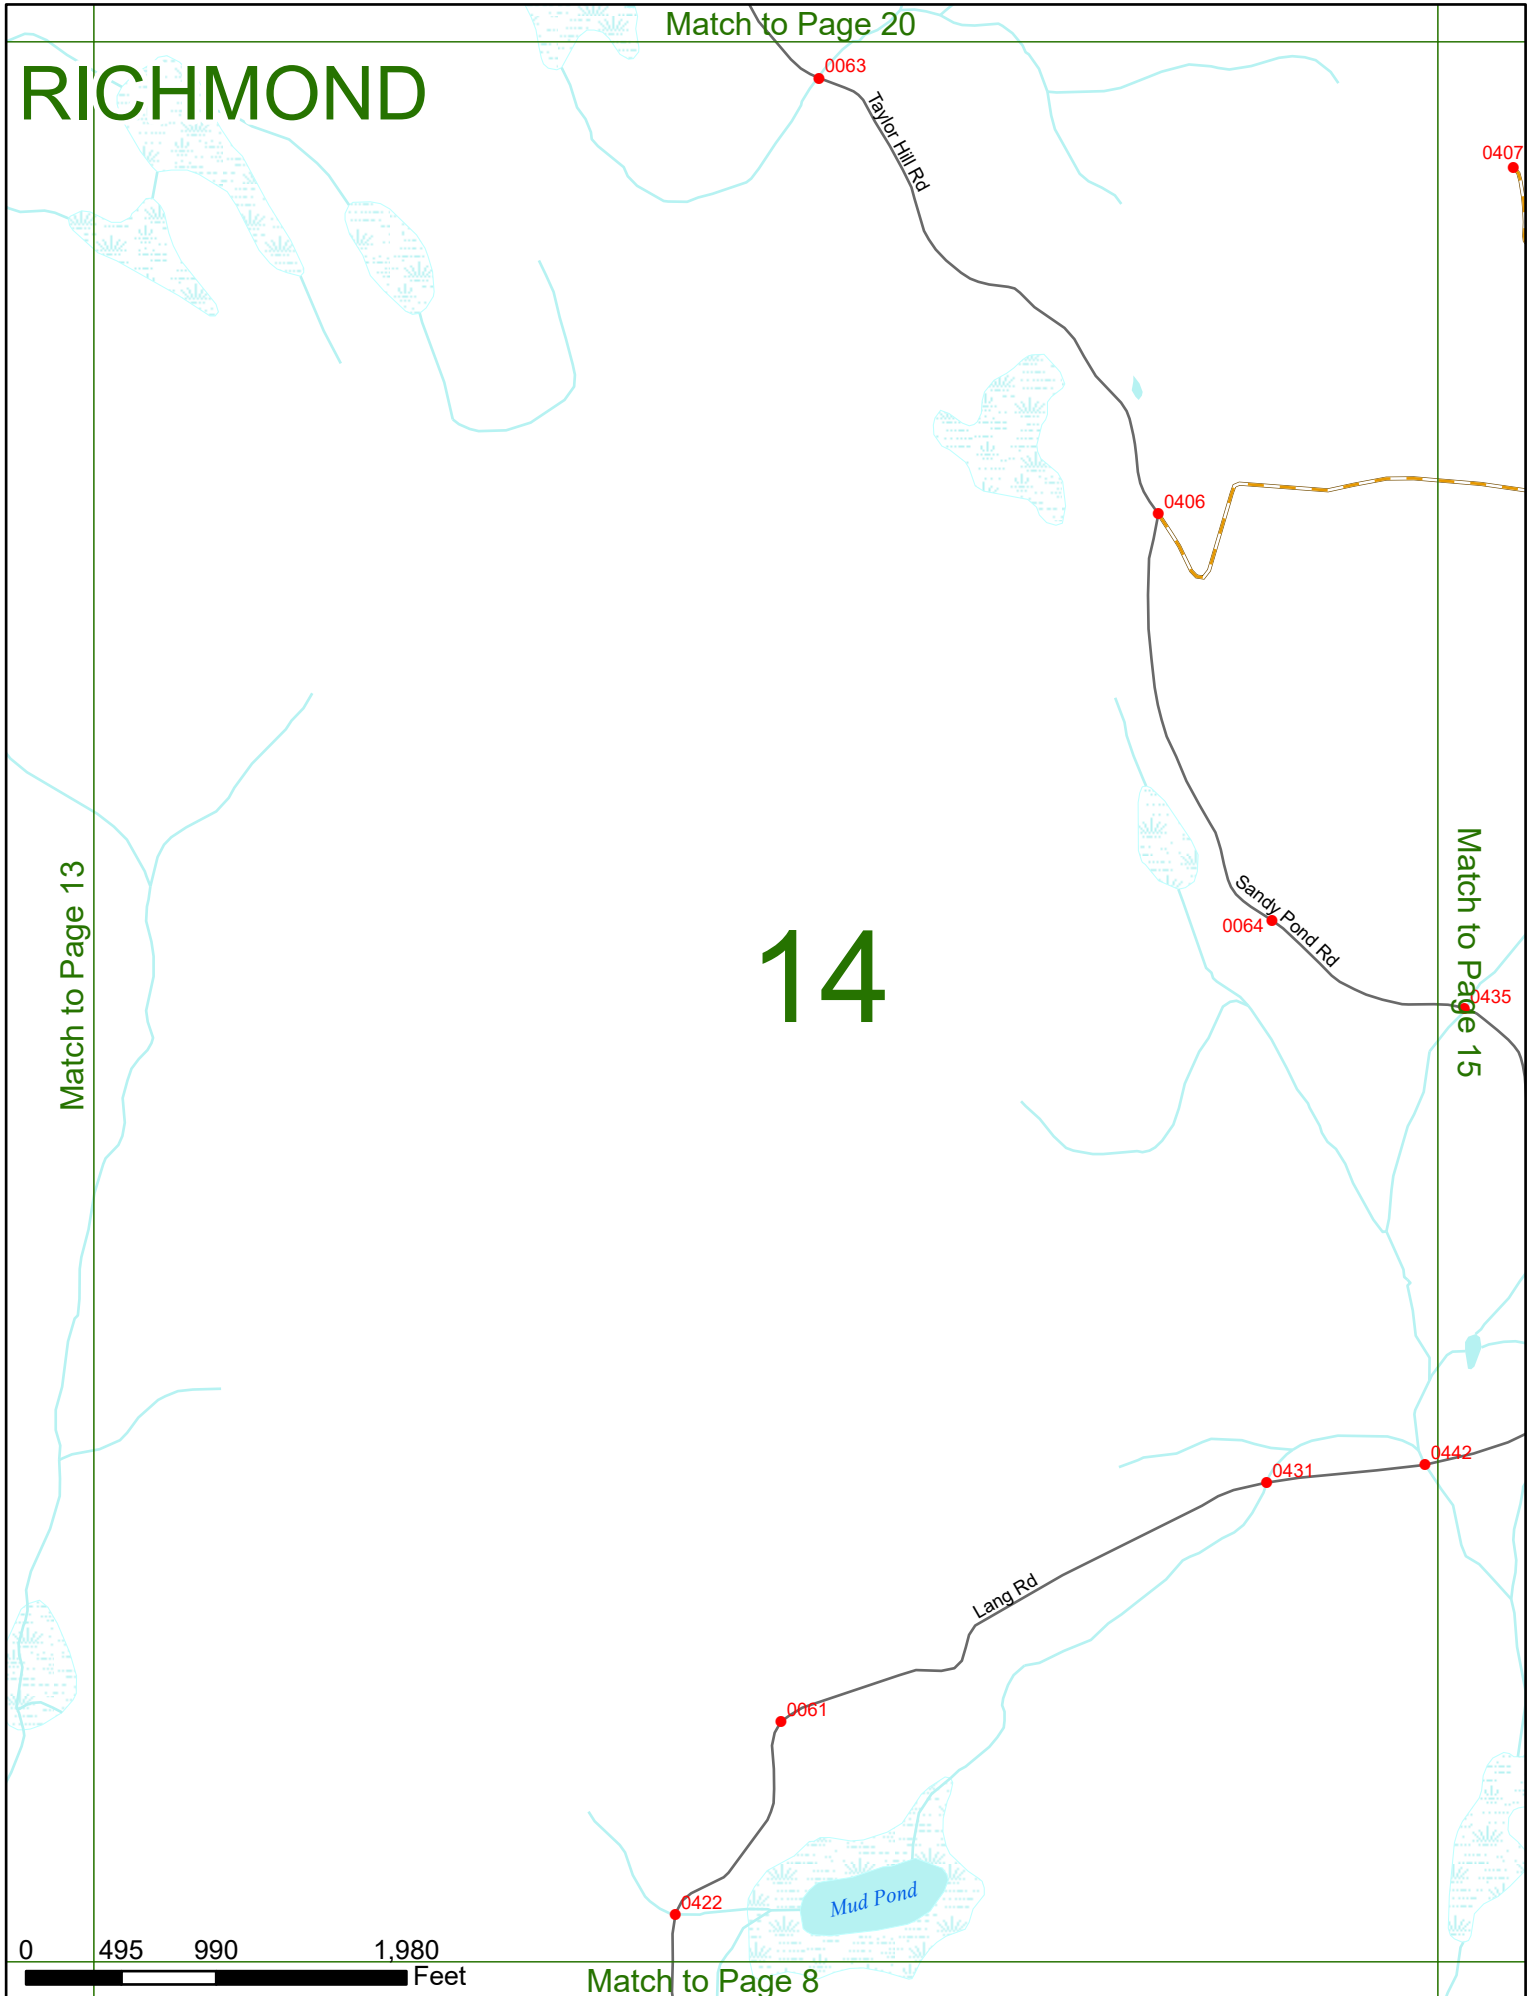 Match to Page 20
RICHMOND
0063
Taylor Hill Rd
0407
0406
Match to Page 13
14
Match to Page 15
Sandy Pond Rd
0064
0435
0442
0431
Lang Rd
0061
0422
Mud Pond
0 495 990 1,980
Feet
Match to Page 8